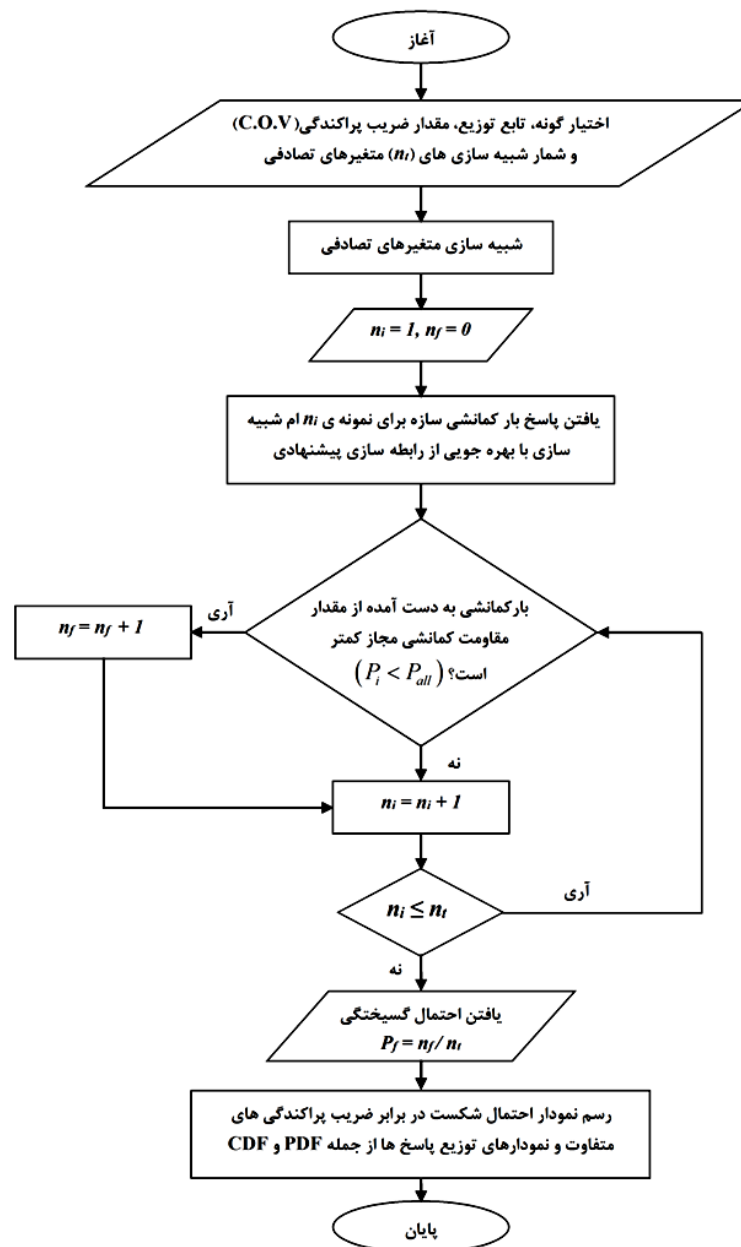 آغاز
اختیار گونه، تابع توزیع، مقدار ضریب پراکندگی (C.O.V)
و شمار شبیه سازی های (nt) متغیرهای تصادفی
شبیه سازی متغیرهای تصادفی
ni = 1, nf = 0
یافتن پاسخ بار کمانشی سازه برای نمونه ی ni ام شبیه
سازی با بهره جویی از رابطه سازی پیشنهادی
بارکمانشی به دست آمده از مقدار
مقاومت کمانشی مجاز کمتر
است؟ (Pi < Pall)
آری
nf = nf + 1
نه
ni = ni + 1
ni ≤ nt
آری
نه
یافتن احتمال گسیختگی
Pf = nf / nt
رسم نمودار احتمال شکست در برابر ضریب پراکندگی های
متفاوت و نمودارهای توزیع پاسخ ها از جمله PDF و CDF
پایان